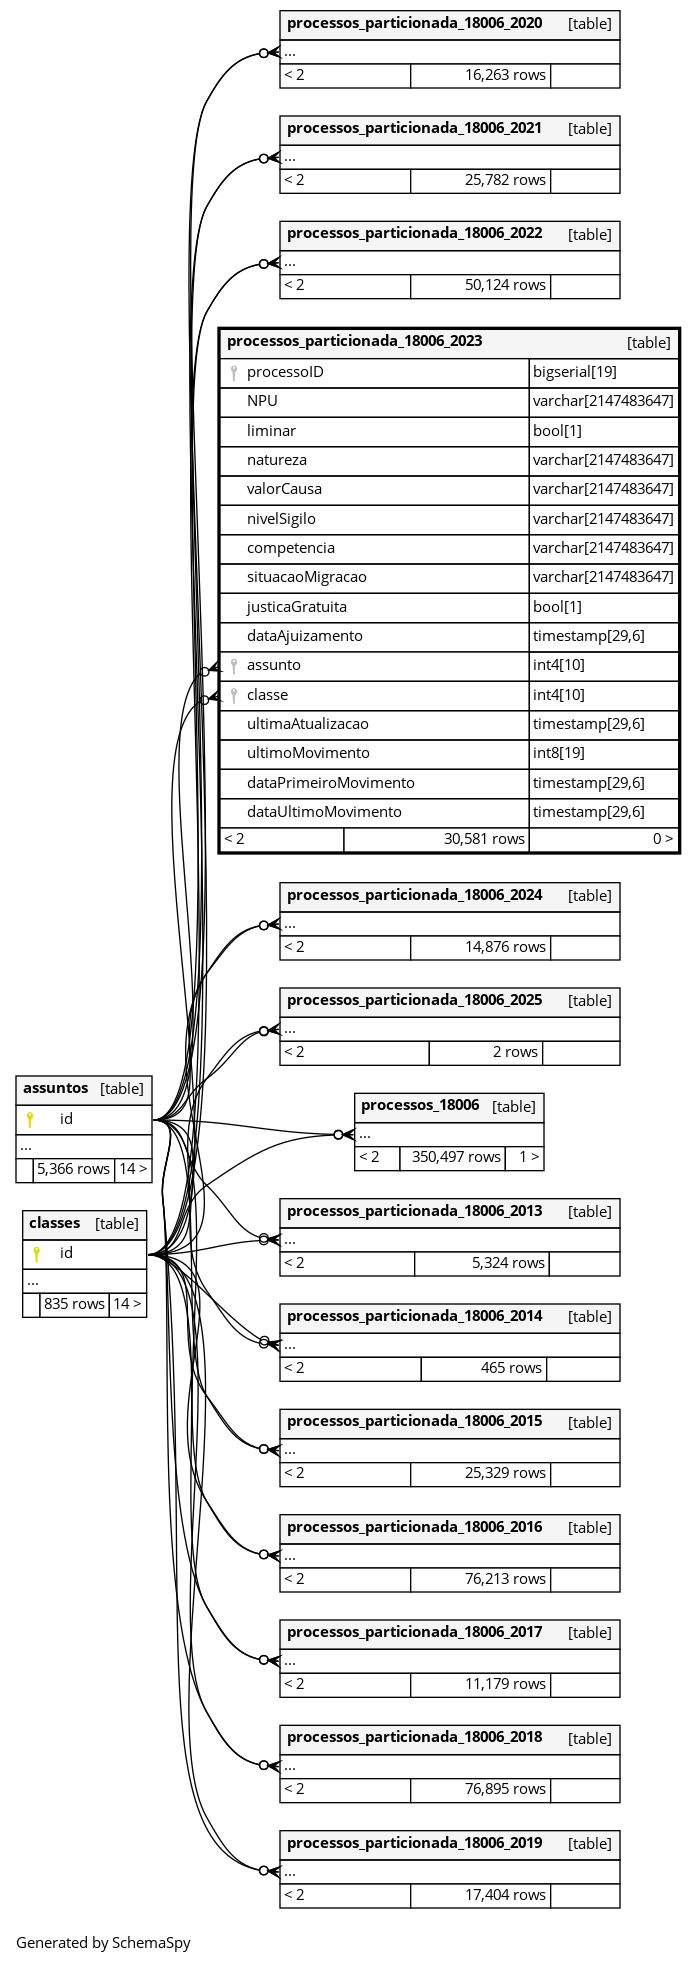 processos_particionada_18006_2020 [table]
...
< 2 16,263 rows
processos_particionada_18006_2021 [table]
...
< 2 25,782 rows
processos_particionada_18006_2022 [table]
...
< 2 50,124 rows
processos_particionada_18006_2023 [table]
processoID bigserial[19]
NPU varchar[2147483647]
liminar bool[1]
natureza varchar[2147483647]
valorCausa varchar[2147483647]
nivelSigilo varchar[2147483647]
competencia varchar[2147483647]
situacaoMigracao varchar[2147483647]
justicaGratuita bool[1]
dataAjuizamento timestamp[29,6]
assunto int4[10]
classe int4[10]
ultimaAtualizacao timestamp[29,6]
ultimoMovimento int8[19]
dataPrimeiroMovimento timestamp[29,6]
dataUltimoMovimento timestamp[29,6]
< 2 30,581 rows 0 >
processos_particionada_18006_2024 [table]
...
< 2 14,876 rows
processos_particionada_18006_2025 [table]
...
< 2 2 rows
assuntos [table]
id
...
5,366 rows 14 >
processos_18006 [table]
...
< 2 350,497 rows 1 >
classes [table]
id
...
835 rows 14 >
processos_particionada_18006_2013 [table]
...
< 2 5,324 rows
processos_particionada_18006_2014 [table]
...
< 2 465 rows
processos_particionada_18006_2015 [table]
...
< 2 25,329 rows
processos_particionada_18006_2016 [table]
...
< 2 76,213 rows
processos_particionada_18006_2017 [table]
...
< 2 11,179 rows
processos_particionada_18006_2018 [table]
...
< 2 76,895 rows
processos_particionada_18006_2019 [table]
...
< 2 17,404 rows
Generated by SchemaSpy